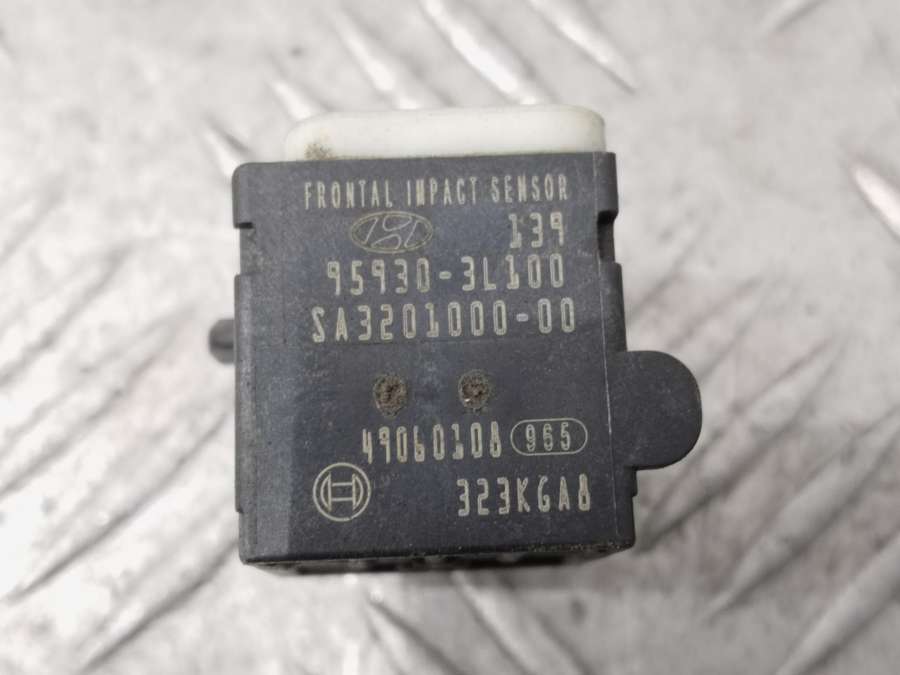 FRONTAL IMPACT SENSOR
139
95930-3L100
SA3201000-00
49060108 965
323KGA8